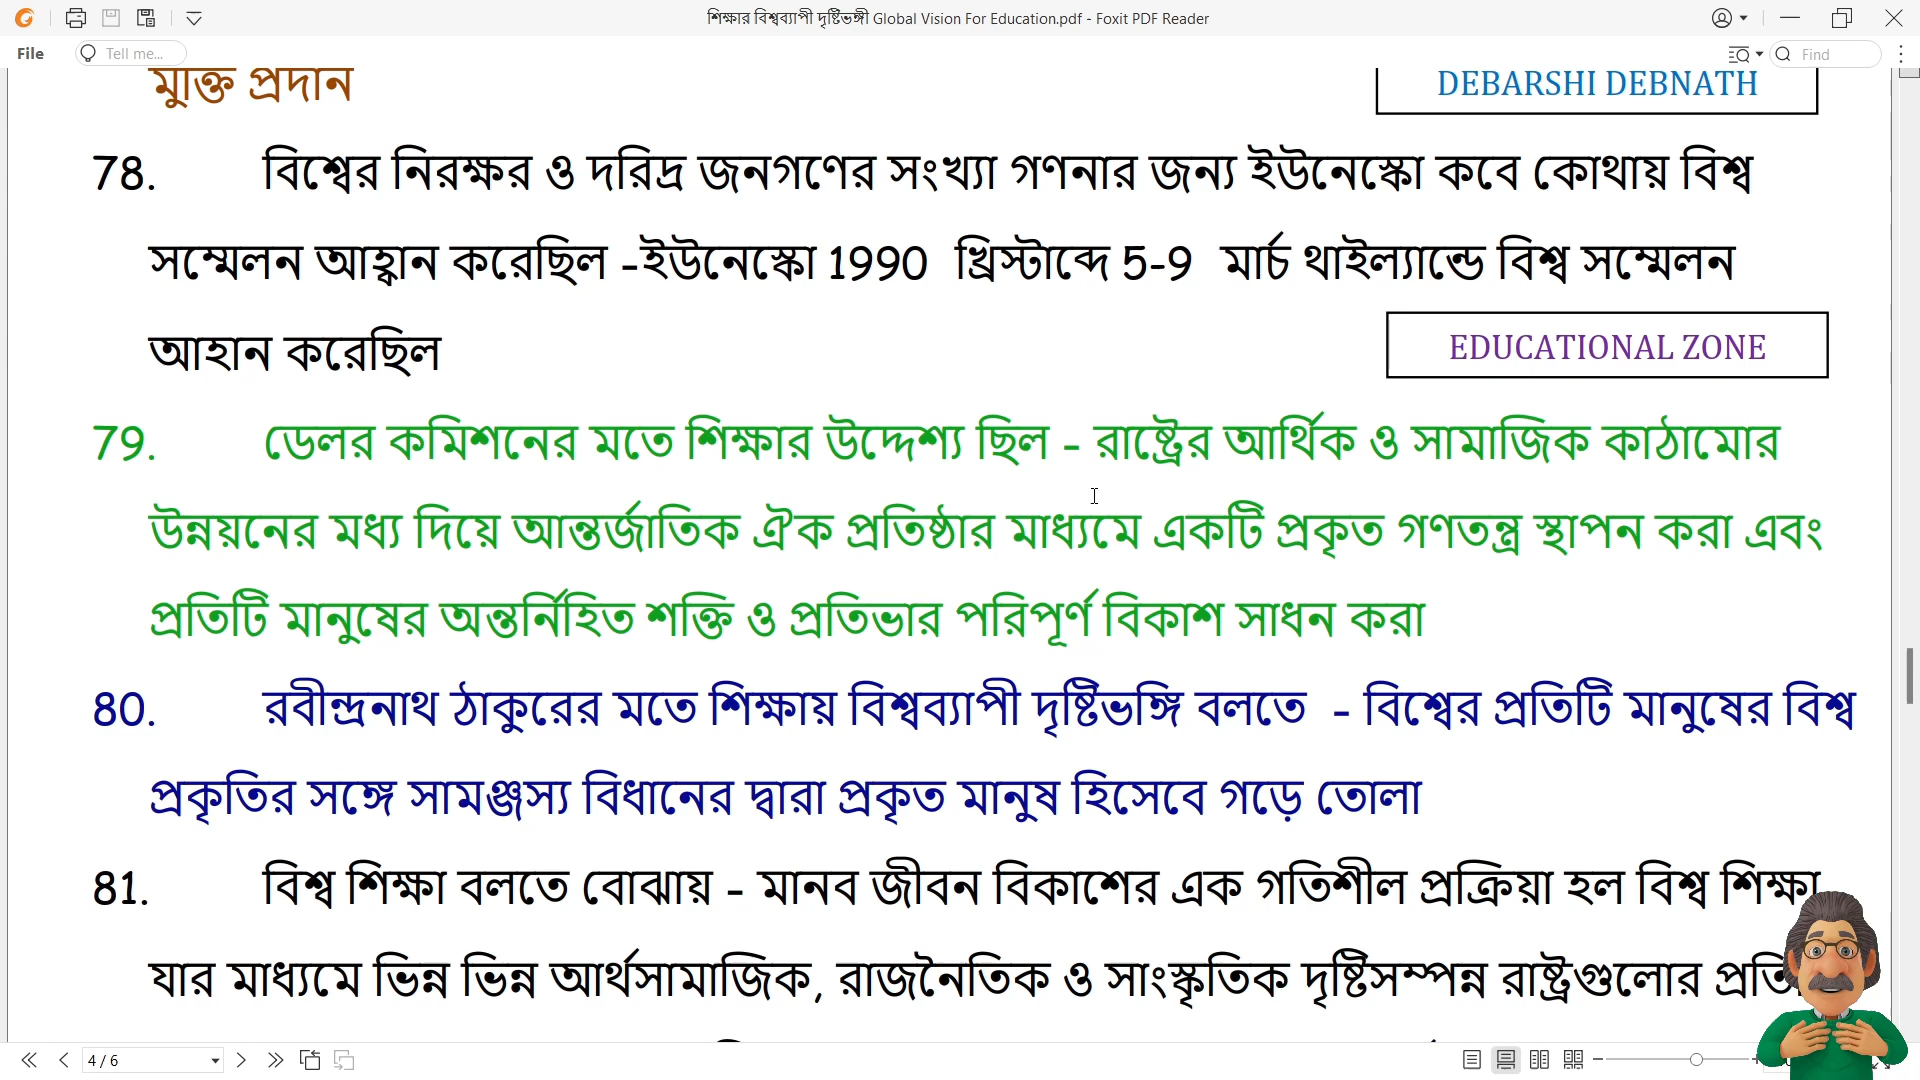 শিক্ষার বিশ্বব্যাপী দৃষ্টিভঙ্গী Global Vision For Education.pdf - Foxit PDF Reader
File
Tell me...
Find
মুক্তি প্রদান
DEBARSHI DEBNATH
78. বিশ্বের নিরক্ষর ও দরিদ্র জনগণের সংখ্যা গণনার জন্য ইউনেস্কো কবে কোথায় বিশ্ব
সম্মেলন আহ্বান করেছিল -ইউনেস্কো 1990 খ্রিস্টাব্দে 5-9 মার্চ থাইল্যান্ডে বিশ্ব সম্মেলন
আহান করেছিল
EDUCATIONAL ZONE
79. ডেলর কমিশনের মতে শিক্ষার উদ্দেশ্য ছিল - রাষ্ট্রের আর্থিক ও সামাজিক কাঠামোর
উন্নয়নের মধ্য দিয়ে আন্তর্জাতিক ঐক প্রতিষ্ঠার মাধ্যমে একটি প্রকৃত গণতন্ত্র স্থাপন করা এবং
প্রতিটি মানুষের অন্তর্নিহিত শক্তি ও প্রতিভার পরিপূর্ণ বিকাশ সাধন করা
80. রবীন্দ্রনাথ ঠাকুরের মতে শিক্ষায় বিশ্বব্যাপী দৃষ্টিভঙ্গি বলতে - বিশ্বের প্রতিটি মানুষের বিশ্ব
প্রকৃতির সঙ্গে সামঞ্জস্য বিধানের দ্বারা প্রকৃত মানুষ হিসেবে গড়ে তোলা
81. বিশ্ব শিক্ষা বলতে বোঝায় - মানব জীবন বিকাশের এক গতিশীল প্রক্রিয়া হল বিশ্ব শিক্ষা
যার মাধ্যমে ভিন্ন ভিন্ন আর্থসামাজিক, রাজনৈতিক ও সাংস্কৃতিক দৃষ্টিসম্পন্ন রাষ্ট্রগুলোর
4 / 6